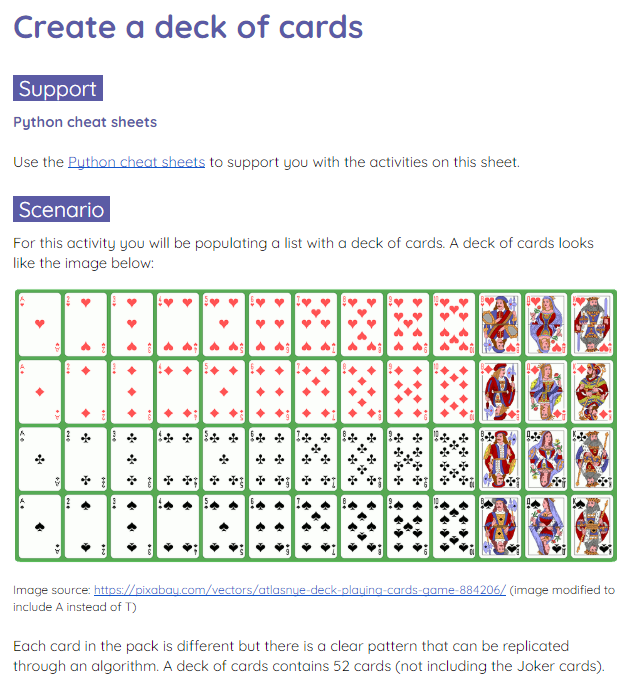 Create a deck of cards
Support
Python cheat sheets
Use the Python cheat sheets to support you with the activities on this sheet.
Scenario
For this activity you will be populating a list with a deck of cards. A deck of cards looks
like the image below:
Image source: https://pixabay.com/vectors/atlasnye-deck-playing-cards-game-884206/ (image modified to
include A instead of T)
Each card in the pack is different but there is a clear pattern that can be replicated
through an algorithm. A deck of cards contains 52 cards (not including the Joker cards).